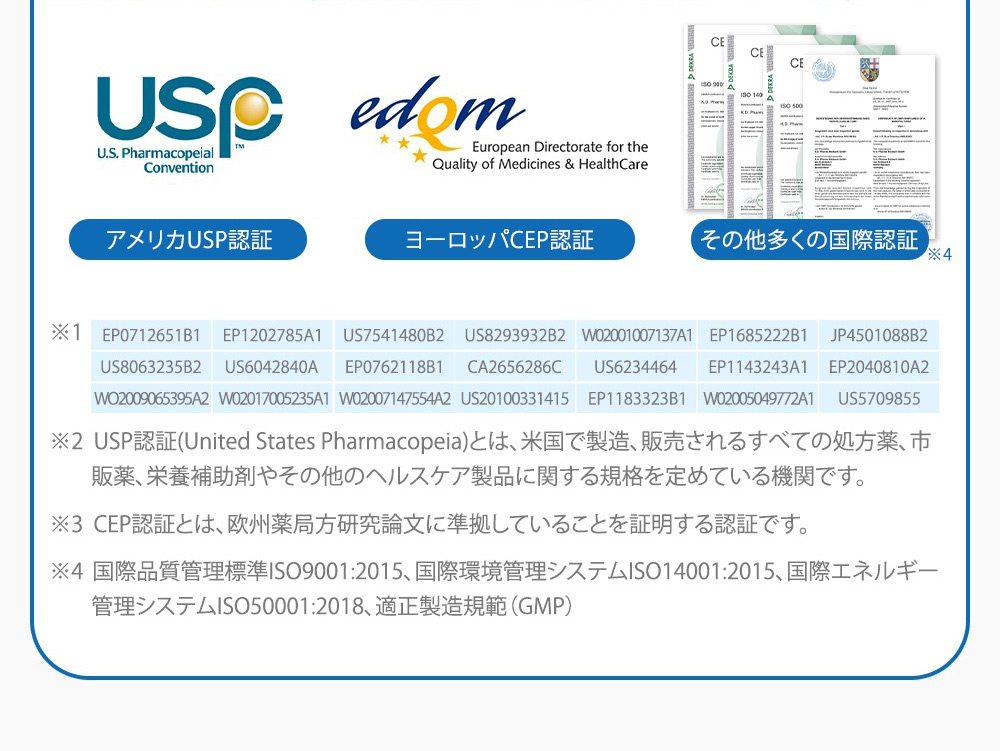 USP
TM
U.S. Pharmacopeial
Convention
edQm
European Directorate for the
Quality of Medicines & HealthCare
DEKRA
DEKRA
DEKRA
CE
CE
ISO 9001
ISO 140
ISO 500
K.D. Pharm
アメリカUSP認証
ヨーロッパCEP認証
その他多くの国際認証
※4
※1
EP0712651B1 EP1202785A1 US7541480B2 US8293932B2 W02001007137A1 EP1685222B1 JP4501088B2
US8063235B2 US6042840A EP0762118B1 CA2656286C US6234464 EP1143243A1 EP2040810A2
WO2009065395A2 W02017005235A1 W02007147554A2 US20100331415 EP1183323B1 W02005049772A1 US5709855
※2 USP認証(United States Pharmacopeia)とは、米国で製造、販売されるすべての処方薬、市
販薬、栄養補助剤やその他のヘルスケア製品に関する規格を定めている機関です。
※3 CEP認証とは、欧州薬局方研究論文に準拠していることを証明する認証です。
※4 国際品質管理標準ISO9001:2015、国際環境管理システムISO14001:2015、国際エネルギー
管理システムISO50001:2018、適正製造規範（GMP）